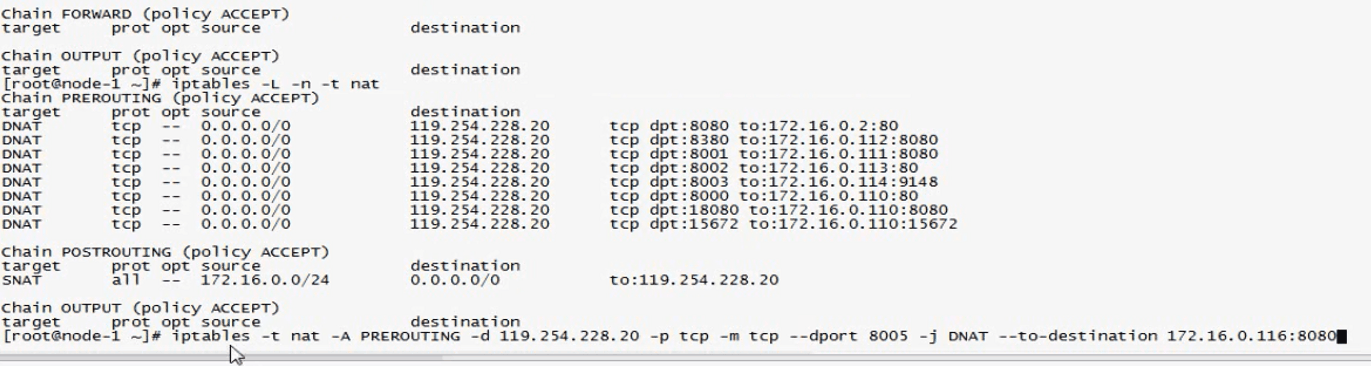 Chain FORWARD (policy ACCEPT)
target     prot opt source               destination
Chain OUTPUT (policy ACCEPT)
target     prot opt source               destination
[root@node-1 ~]# iptables -L -n -t nat
Chain PREROUTING (policy ACCEPT)
target     prot opt source               destination
DNAT       tcp  --  0.0.0.0/0            119.254.228.20      tcp dpt:8080 to:172.16.0.2:80
DNAT       tcp  --  0.0.0.0/0            119.254.228.20      tcp dpt:8380 to:172.16.0.112:8080
DNAT       tcp  --  0.0.0.0/0            119.254.228.20      tcp dpt:8001 to:172.16.0.111:8080
DNAT       tcp  --  0.0.0.0/0            119.254.228.20      tcp dpt:8002 to:172.16.0.113:80
DNAT       tcp  --  0.0.0.0/0            119.254.228.20      tcp dpt:8003 to:172.16.0.114:9148
DNAT       tcp  --  0.0.0.0/0            119.254.228.20      tcp dpt:8000 to:172.16.0.110:80
DNAT       tcp  --  0.0.0.0/0            119.254.228.20      tcp dpt:18080 to:172.16.0.110:8080
DNAT       tcp  --  0.0.0.0/0            119.254.228.20      tcp dpt:15672 to:172.16.0.110:15672
Chain POSTROUTING (policy ACCEPT)
target     prot opt source               destination
SNAT       all  --  172.16.0.0/24        0.0.0.0/0           to:119.254.228.20
Chain OUTPUT (policy ACCEPT)
target     prot opt source               destination
[root@node-1 ~]# iptables -t nat -A PREROUTING -d 119.254.228.20 -p tcp -m tcp --dport 8005 -j DNAT --to-destination 172.16.0.116:8080